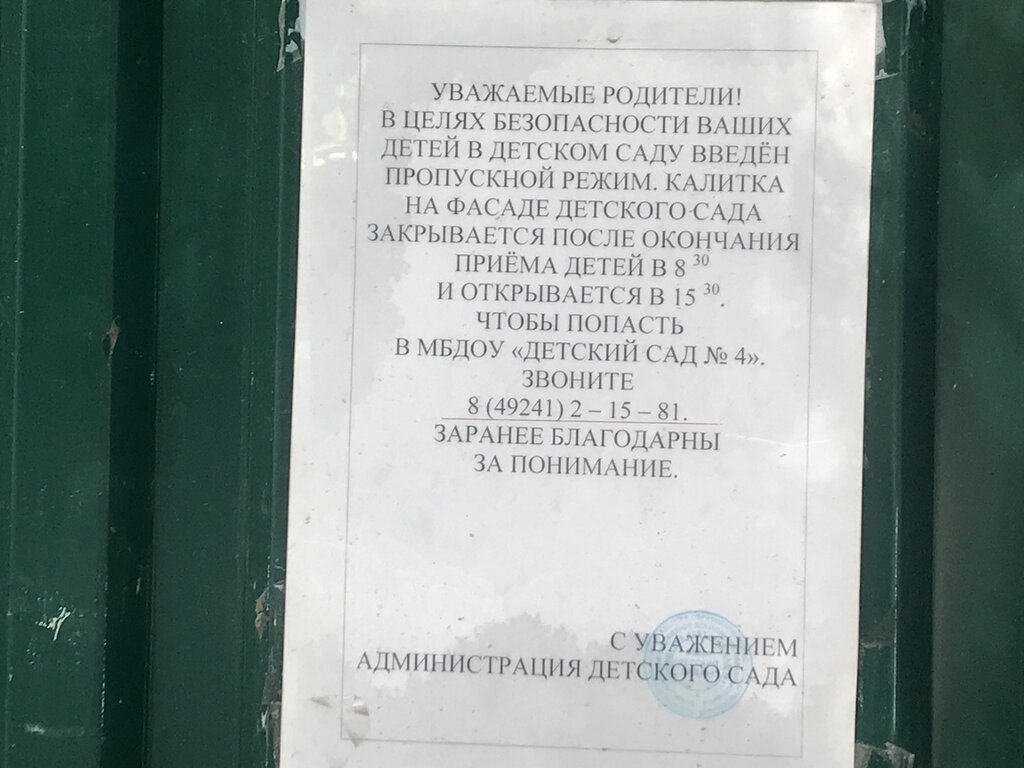 УВАЖАЕМЫЕ РОДИТЕЛИ!
В ЦЕЛЯХ БЕЗОПАСНОСТИ ВАШИХ
ДЕТЕЙ В ДЕТСКОМ САДУ ВВЕДЁН
ПРОПУСКНОЙ РЕЖИМ. КАЛИТКА
НА ФАСАДЕ ДЕТСКОГО САДА
ЗАКРЫВАЕТСЯ ПОСЛЕ ОКОНЧАНИЯ
ПРИЁМА ДЕТЕЙ В 8 30
И ОТКРЫВАЕТСЯ В 15 30.
ЧТОБЫ ПОПАСТЬ
В МБДОУ «ДЕТСКИЙ САД № 4».
ЗВОНИТЕ
8 (49241) 2 – 15 – 81.
ЗАРАНЕЕ БЛАГОДАРНЫ
ЗА ПОНИМАНИЕ.
С УВАЖЕНИЕМ
АДМИНИСТРАЦИЯ ДЕТСКОГО САДА